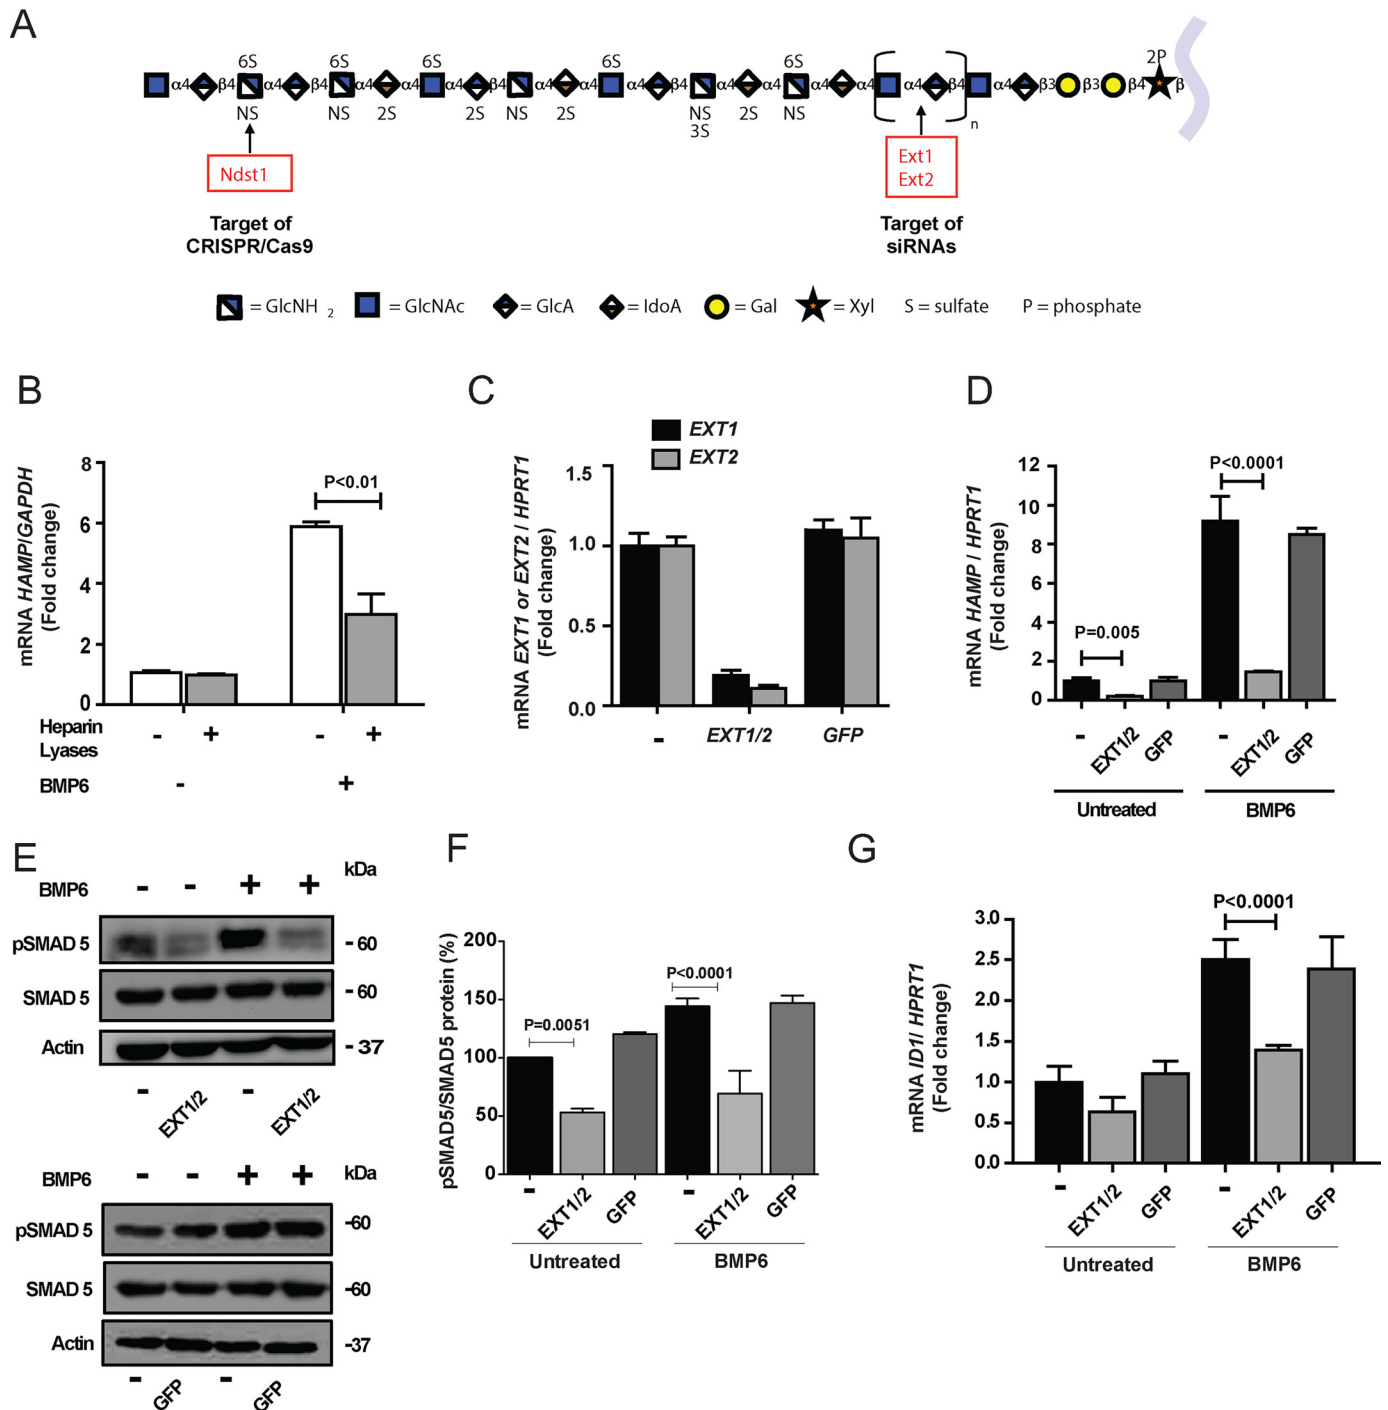 A
6S 6S 6S 6S 6S 2P
α4 β4 α4 β4 α4 α4 α4 β4 α4 α4 α4 β4 α4 α4 α4 α4 α4 β4 α4 β3 β3 β4 β
NS NS 2S 2S NS 2S NS 2S NS n
3S
Ndst1
Ext1
Ext2
Target of
CRISPR/Cas9
Target of
siRNAs
= GlcNH 2 = GlcNAc = GlcA = IdoA = Gal = Xyl S = sulfate P = phosphate
B
mRNA HAMP/GAPDH
(Fold change)
8
6
4
2
0
P<0.01
Heparin
Lyases
- + - +
BMP6 - +
C
EXT1
EXT2
mRNA EXT1 or EXT2 / HPRT1
(Fold change)
1.5
1.0
0.5
0.0
- EXT1/2 GFP
D
mRNA HAMP / HPRT1
(Fold change)
12
10
8
6
4
2
0
P=0.005
P<0.0001
- EXT1/2 GFP - EXT1/2 GFP
Untreated BMP6
E
BMP6 - - + + kDa
pSMAD 5 - 60
SMAD 5 - 60
Actin - 37
- EXT1/2 - EXT1/2
BMP6 - - + + kDa
pSMAD 5 -60
SMAD 5 -60
Actin -37
- GFP - GFP
F
pSMAD5/SMAD5 protein (%)
200
150
100
50
0
P=0.0051
P<0.0001
- EXT1/2 GFP - EXT1/2 GFP
Untreated BMP6
G
mRNA ID1/ HPRT1
(Fold change)
3.0
2.5
2.0
1.5
1.0
0.5
0.0
P<0.0001
- EXT1/2 GFP - EXT1/2 GFP
Untreated BMP6